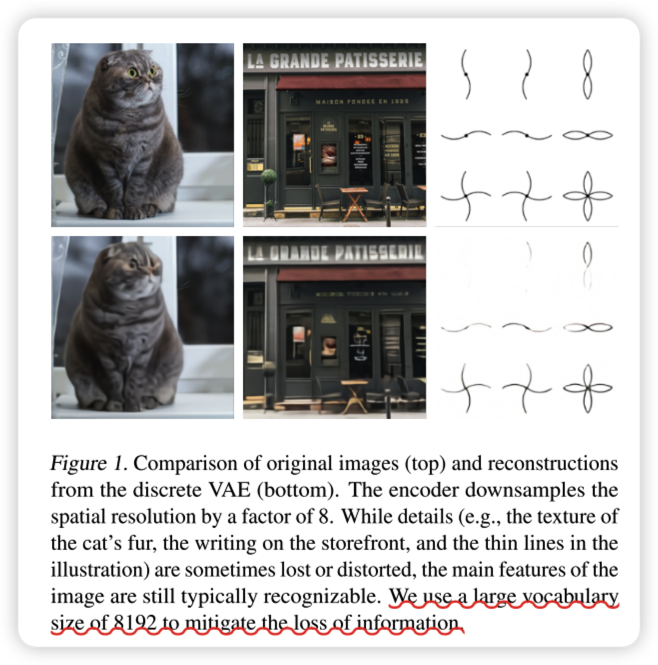 LA GRANDE PATISSERIE
MAISON FONDEE EN 1900
LA GRANDE PATISSERIE
Figure 1. Comparison of original images (top) and reconstructions
from the discrete VAE (bottom). The encoder downsamples the
spatial resolution by a factor of 8. While details (e.g., the texture of
the cat’s fur, the writing on the storefront, and the thin lines in the
illustration) are sometimes lost or distorted, the main features of the
image are still typically recognizable. We use a large vocabulary
size of 8192 to mitigate the loss of information.